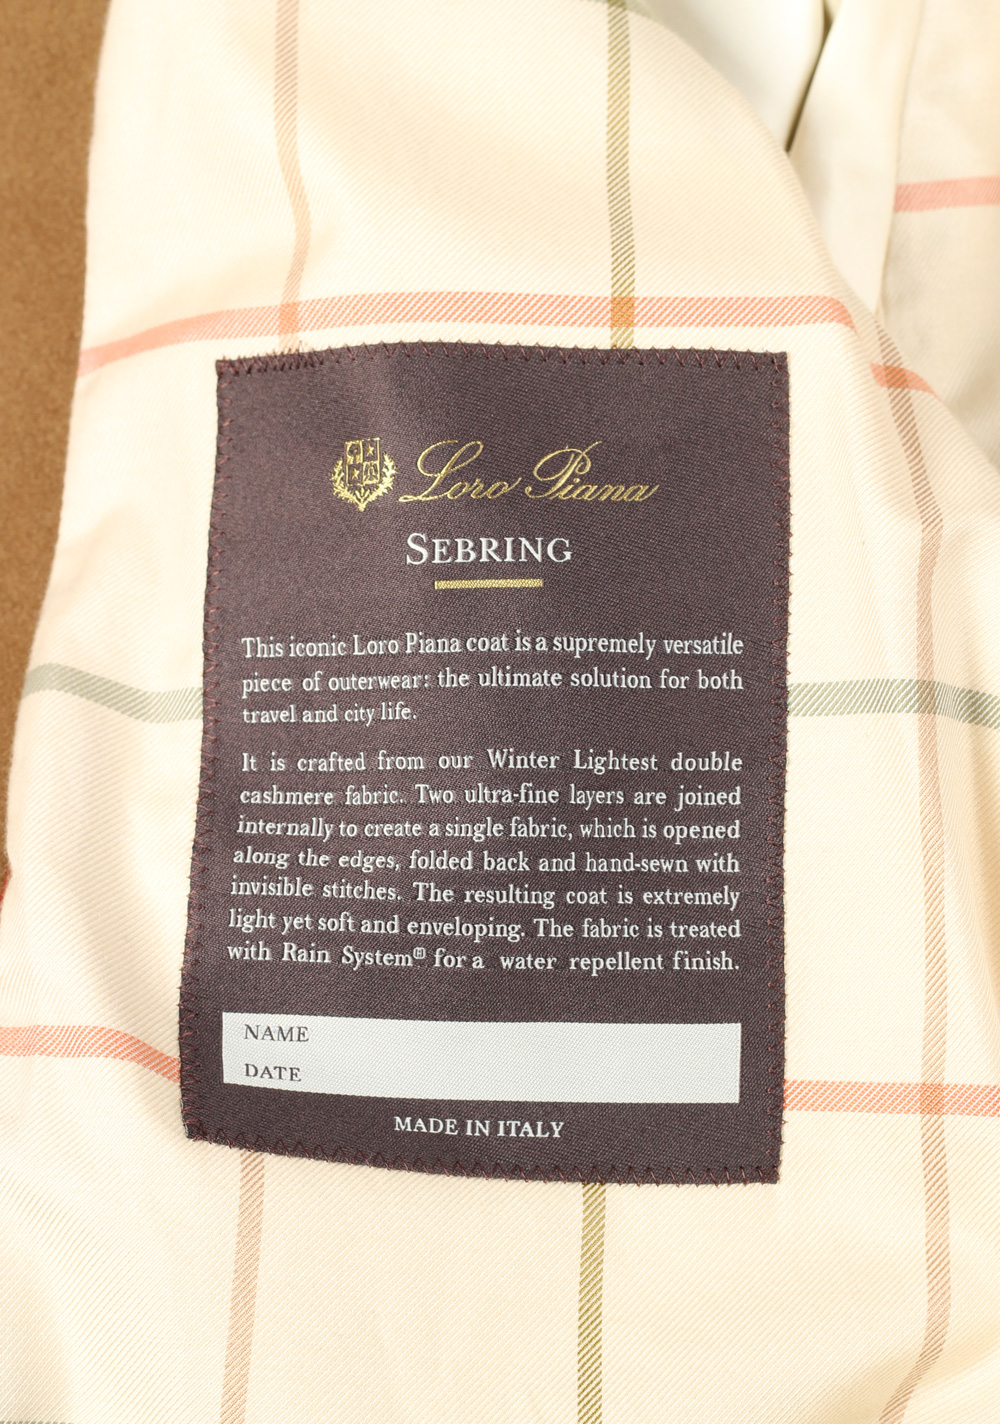 Loro Piana
SEBRING
This iconic Loro Piana coat is a supremely versatile
piece of outerwear: the ultimate solution for both
travel and city life.
It is crafted from our Winter Lightest double
cashmere fabric. Two ultra-fine layers are joined
internally to create a single fabric, which is opened
along the edges, folded back and hand-sewn with
invisible stitches. The resulting coat is extremely
light yet soft and enveloping. The fabric is treated
with Rain System® for a water repellent finish.
NAME
DATE
MADE IN ITALY